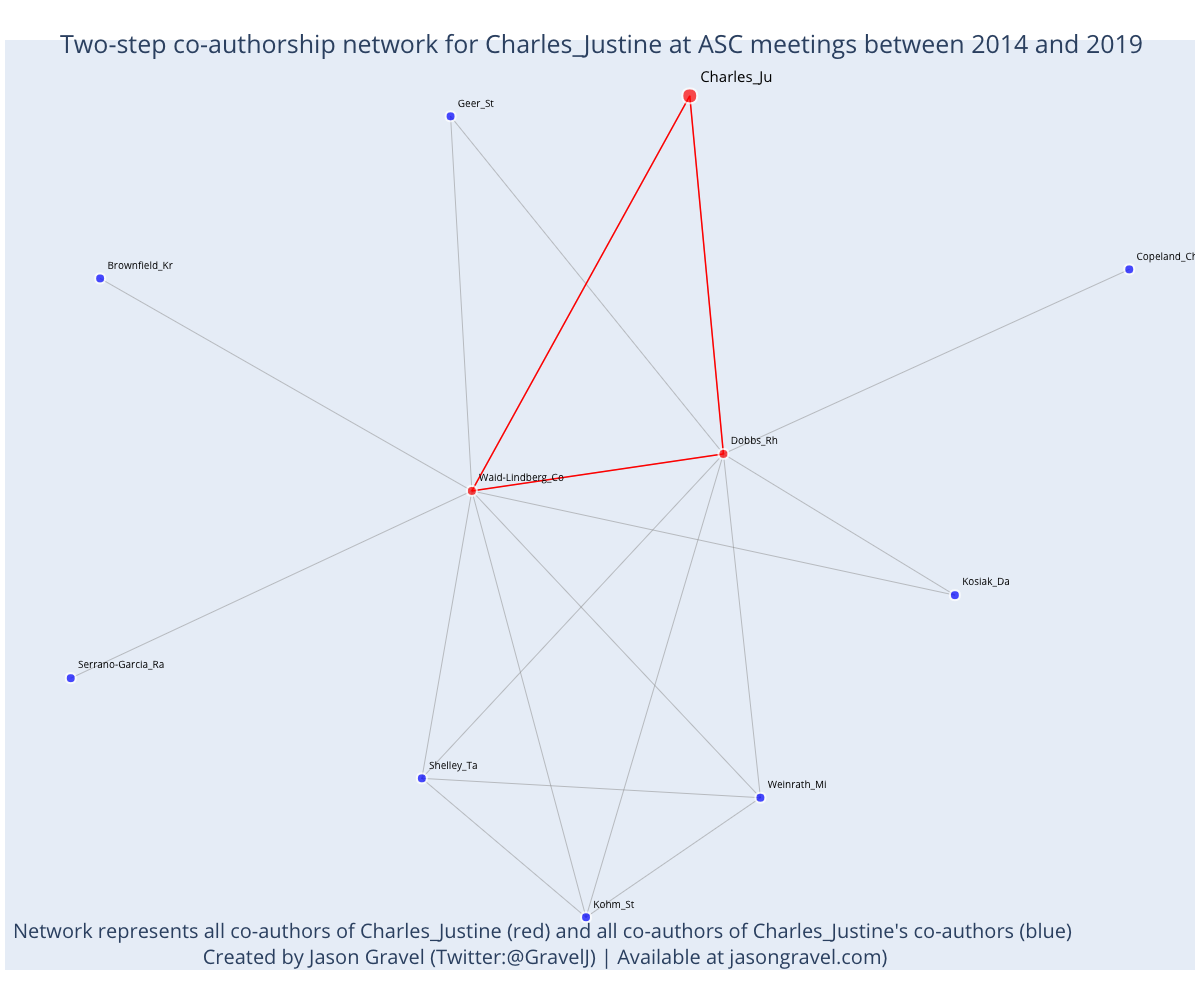 Two-step co-authorship network for Charles_Justine at ASC meetings between 2014 and 2019
Charles_Ju
Geer_St
Copeland_Ch
Brownfield_Kr
Dobbs_Rh
Waid-Lindberg_Co
Kosiak_Da
Serrano-Garcia_Ra
Shelley_Ta
Weinrath_Mi
Kohm_St
Network represents all co-authors of Charles_Justine (red) and all co-authors of Charles_Justine's co-authors (blue)
Created by Jason Gravel (Twitter:@GravelJ) | Available at jasongravel.com)